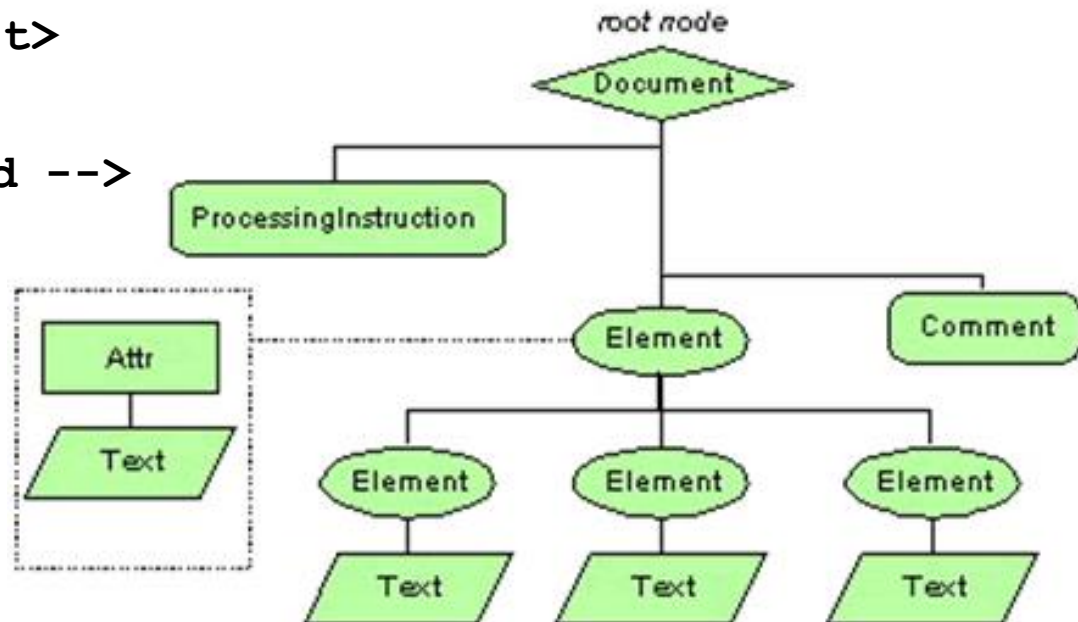 t>
root node
Document
d -->
ProcessingInstruction
Element
Comment
Attr
Text
Element
Element
Element
Text
Text
Text